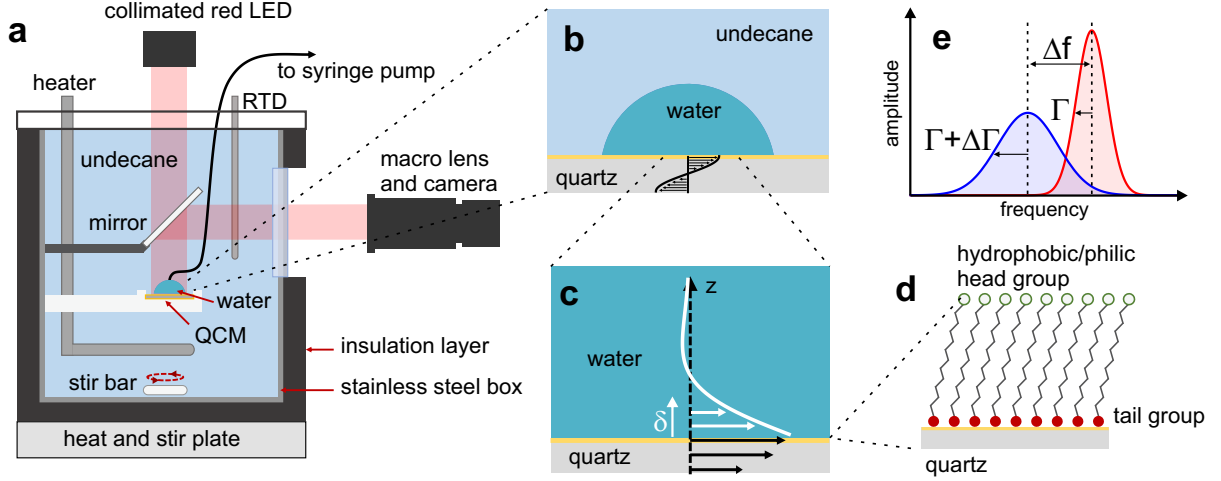 a
collimated red LED
heater
to syringe pump
RTD
undecane
macro lens
and camera
mirror
water
QCM
insulation layer
stir bar
stainless steel box
heat and stir plate
b
undecane
water
quartz
c
z
water
δ
quartz
e
amplitude
Δf
Γ
Γ+ΔΓ
frequency
hydrophobic/philic
head group
d
tail group
quartz